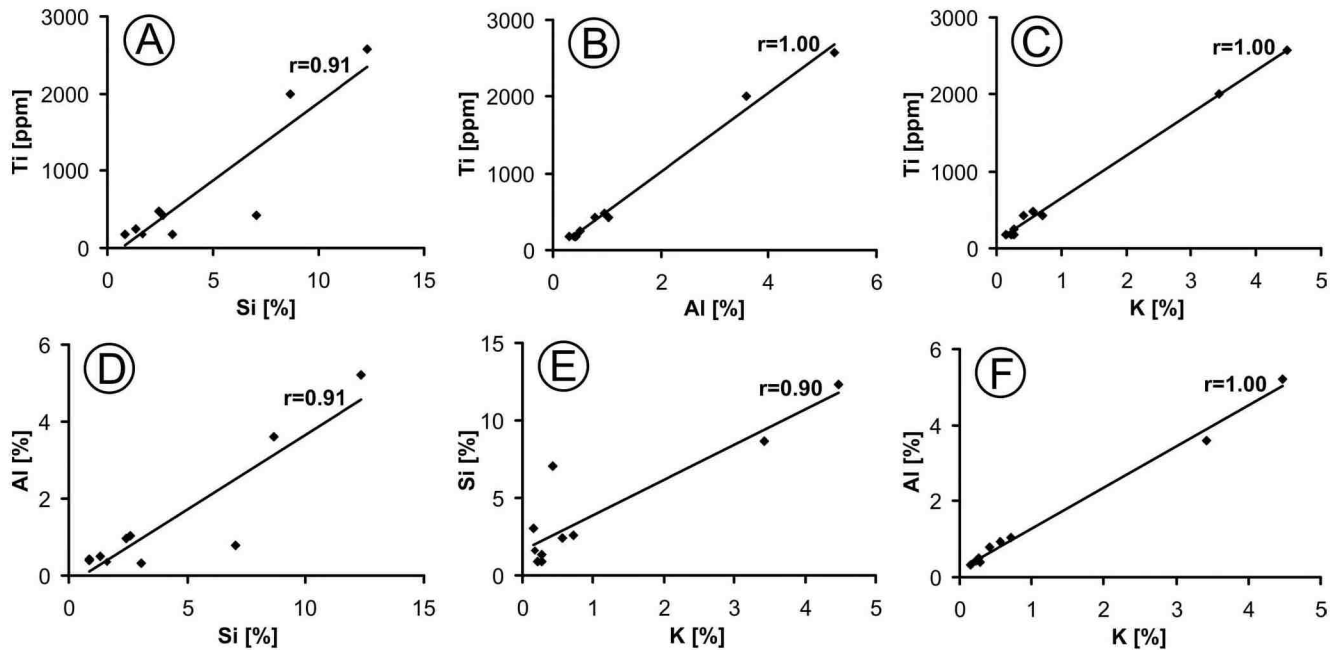 A
r=0.91
Ti [ppm]
3000
2000
1000
0
0 5 10 15
Si [%]
B
r=1.00
Ti [ppm]
3000
2000
1000
0
0 2 4 6
Al [%]
C
r=1.00
Ti [ppm]
3000
2000
1000
0
0 1 2 3 4 5
K [%]
D
r=0.91
Al [%]
6
4
2
0
0 5 10 15
Si [%]
E
r=0.90
Si [%]
15
10
5
0
0 1 2 3 4 5
K [%]
F
r=1.00
Al [%]
6
4
2
0
0 1 2 3 4 5
K [%]